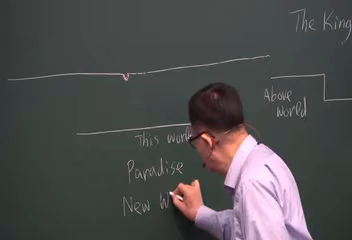 The King
Above
world
This wor
Paradise
New W